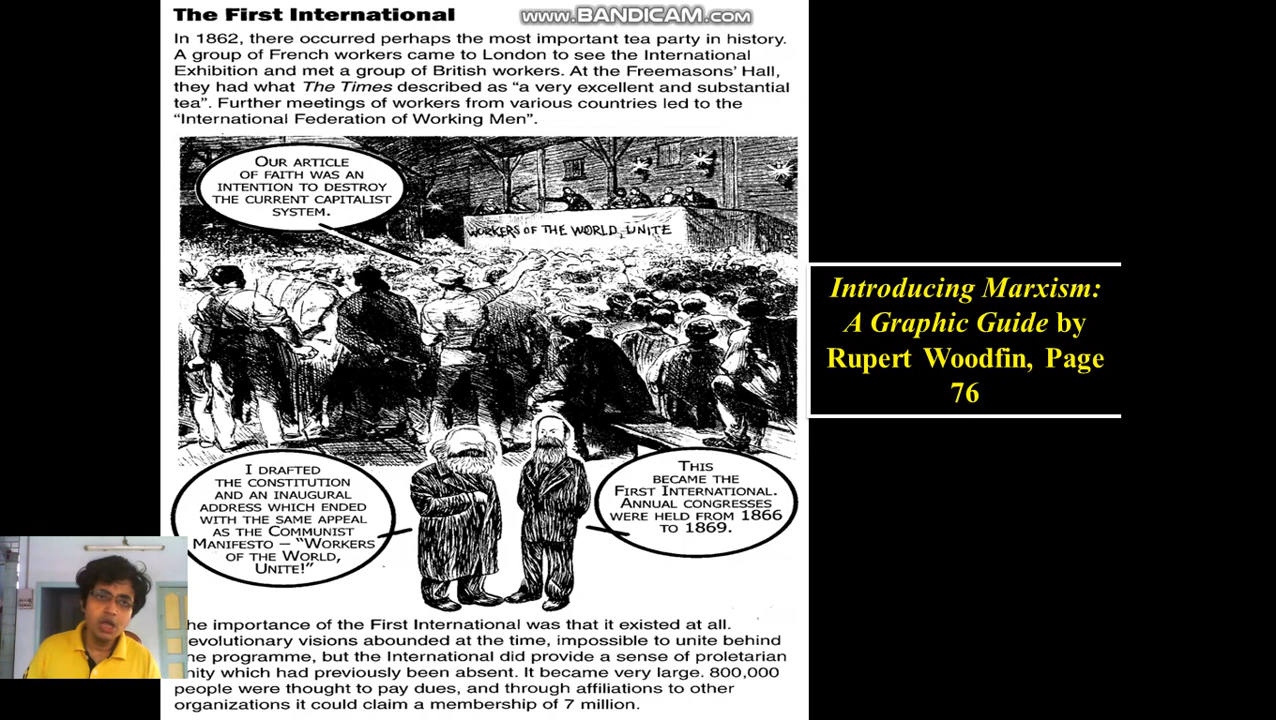 The First International
www.BANDICAM.com
In 1862, there occurred perhaps the most important tea party in history.
A group of French workers came to London to see the International
Exhibition and met a group of British workers. At the Freemasons' Hall,
they had what The Times described as "a very excellent and substantial
tea". Further meetings of workers from various countries led to the
"International Federation of Working Men".
OUR ARTICLE
OF FAITH WAS AN
INTENTION TO DESTROY
THE CURRENT CAPITALIST
SYSTEM.
WORKERS OF THE WORLD, UNITE
I DRAFTED
THE CONSTITUTION
AND AN INAUGURAL
ADDRESS WHICH ENDED
WITH THE SAME APPEAL
AS THE COMMUNIST
MANIFESTO – "WORKERS
OF THE WORLD,
UNITE!"
THIS
BECAME THE
FIRST INTERNATIONAL.
ANNUAL CONGRESSES
WERE HELD FROM 1866
TO 1869.
he importance of the First International was that it existed at all.
evolutionary visions abounded at the time, impossible to unite behind
ne programme, but the International did provide a sense of proletarian
nity which had previously been absent. It became very large. 800,000
people were thought to pay dues, and through affiliations to other
organizations it could claim a membership of 7 million.
Introducing Marxism:
A Graphic Guide by
Rupert Woodfin, Page
76